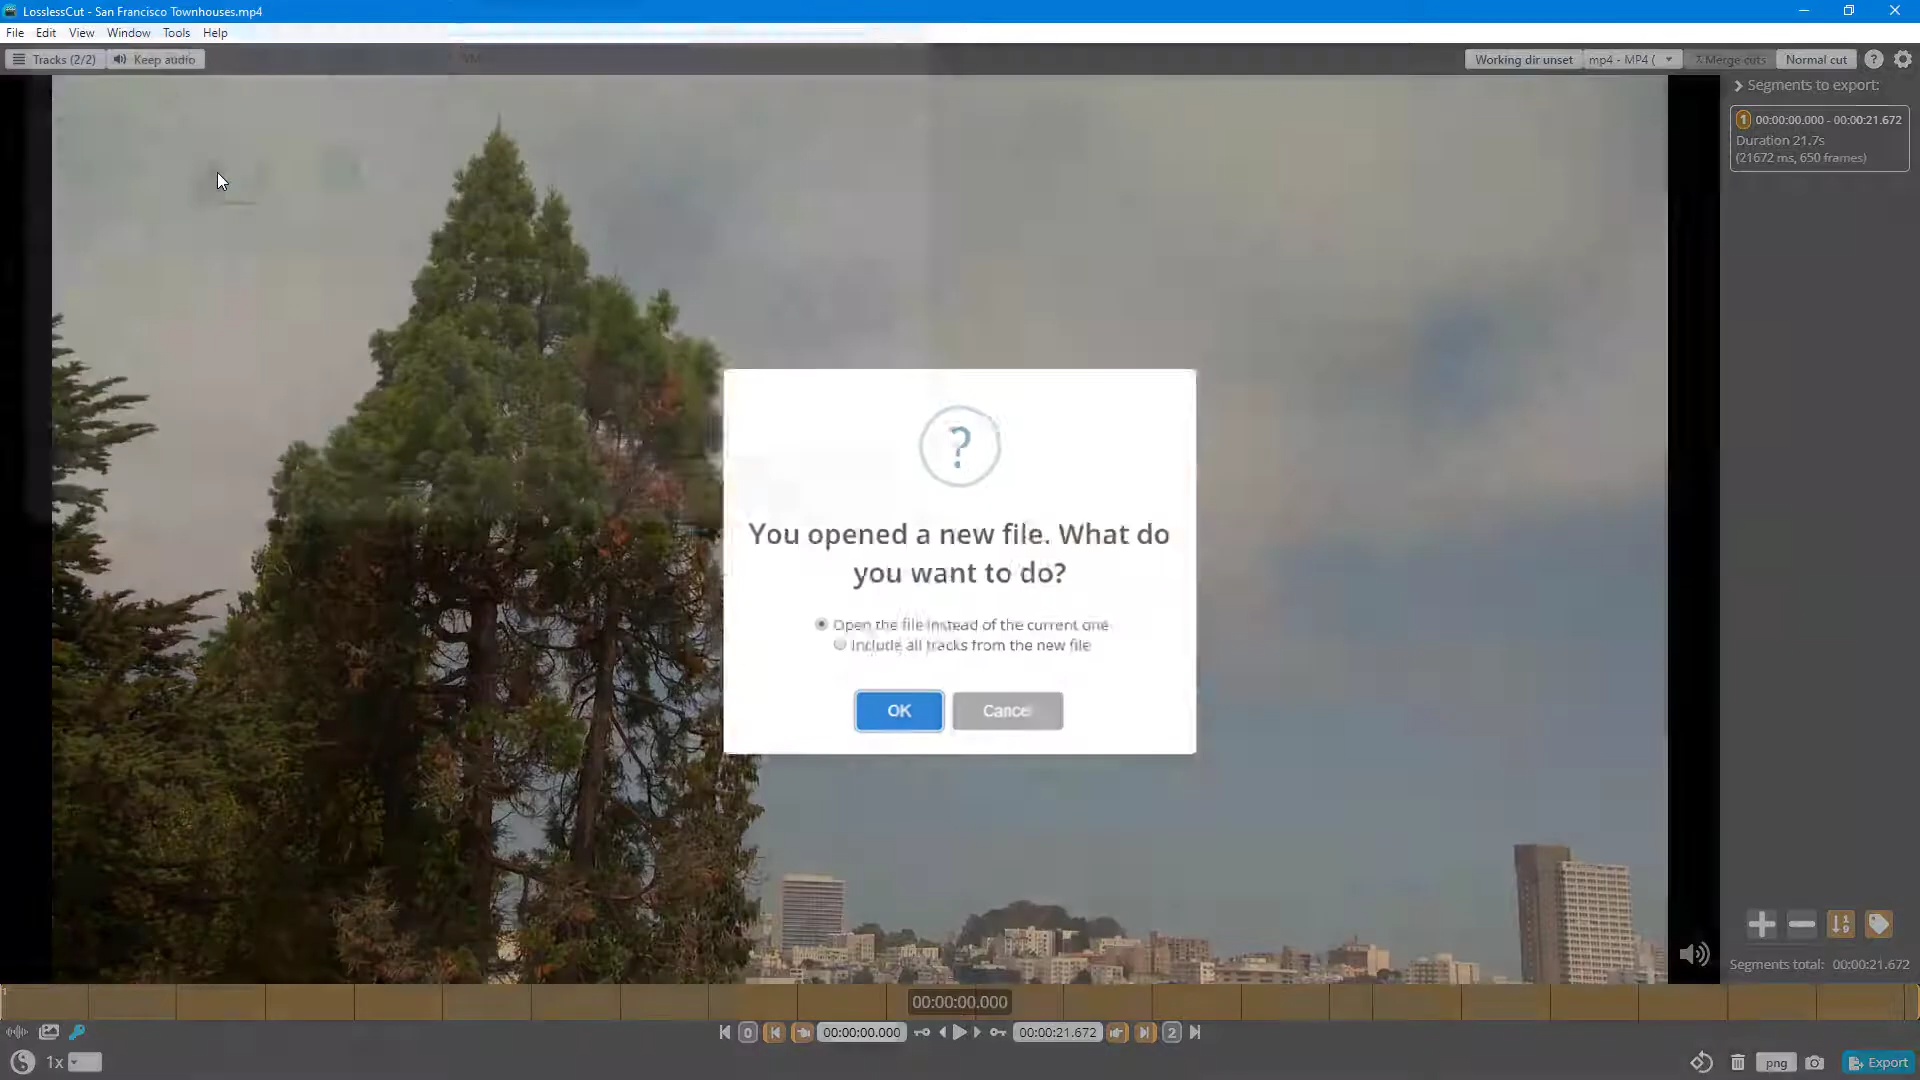 LosslessCut - San Francisco Townhouses.mp4
File Edit View Window Tools Help
Tracks (2/2) Keep audio Working dir unset mp4 - MP4 ( Merge cuts Normal cut ?
Segments to export:
1 00:00:00.000 - 00:00:21.672
Duration 21.7s
(21672 ms, 650 frames)
?
You opened a new file. What do
you want to do?
Open the file instead of the current one
Include all tracks from the new file
OK Cancel
Segments total: 00:00:21.672
1
00:00:00.000
0 00:00:00.000 00:00:21.672 2
1x png Export